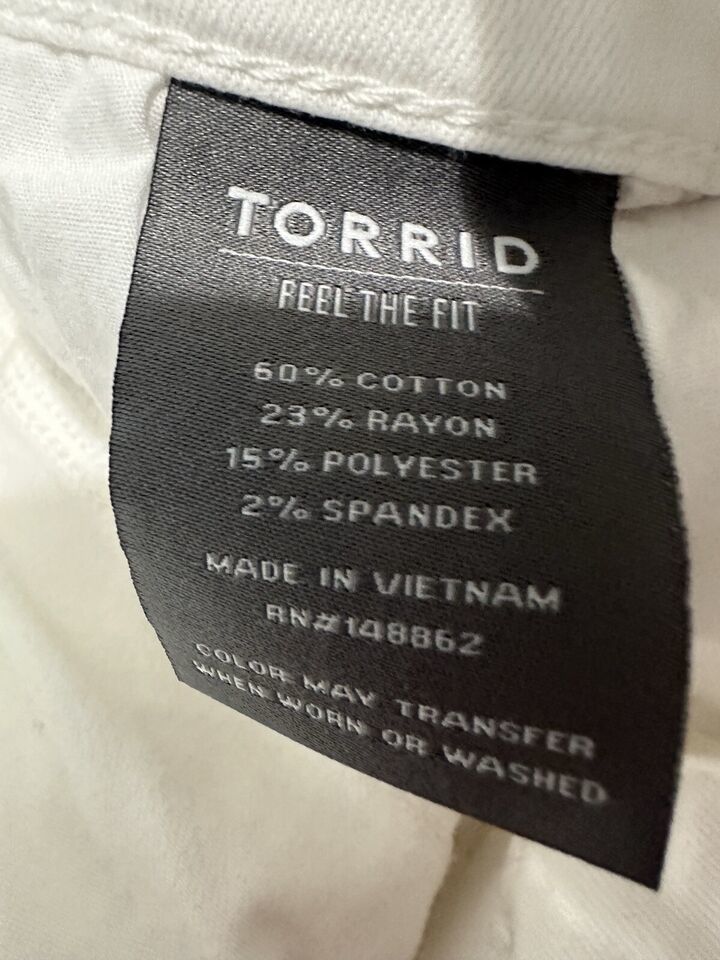 TORRID
FEEL THE FIT
60% COTTON
23% RAYON
15% POLYESTER
2% SPANDEX
MADE IN VIETNAM
RN#148862
COLOR MAY TRANSFER
WHEN WORN OR WASHED